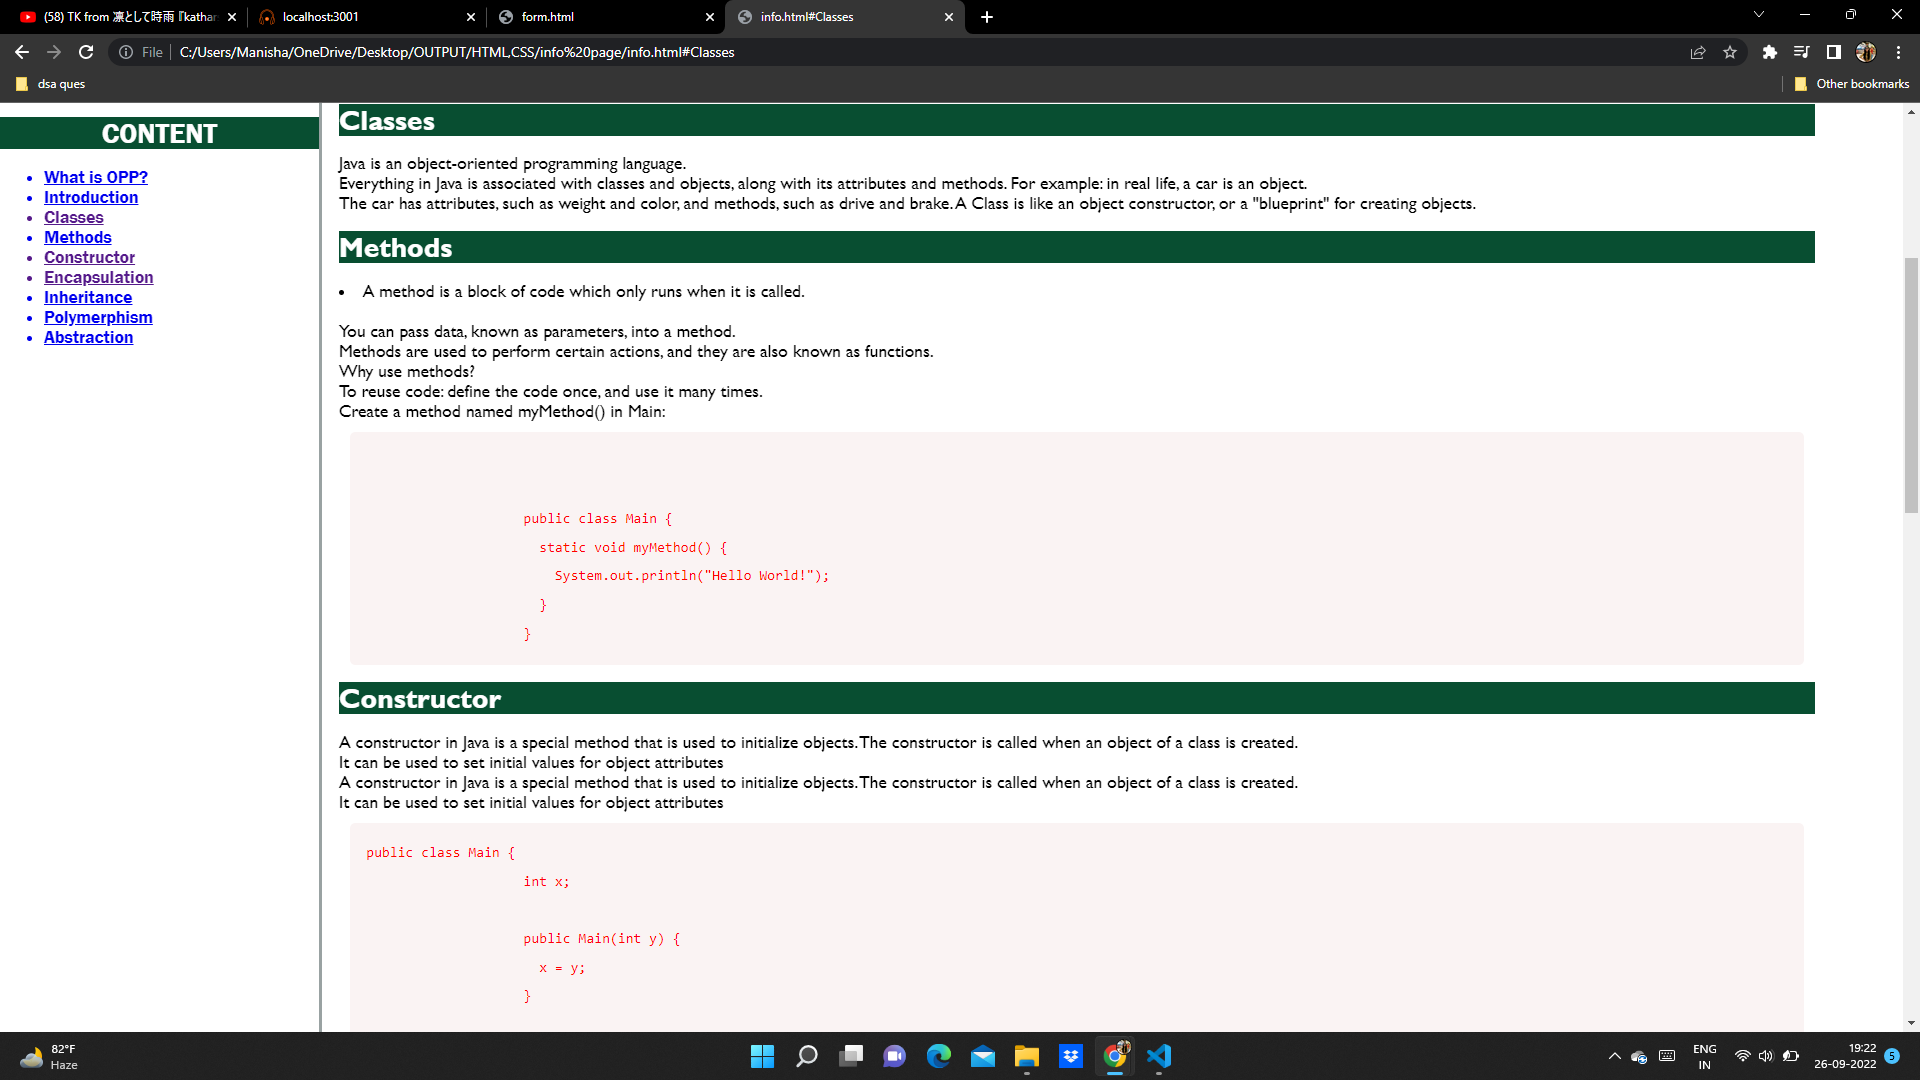 (58) TK from 凛として時雨 『kathar
localhost:3001
form.html
info.html#Classes
File
C:/Users/Manisha/OneDrive/Desktop/OUTPUT/HTML,CSS/info%20page/info.html#Classes
dsa ques
Other bookmarks
CONTENT
What is OPP?
Introduction
Classes
Methods
Constructor
Encapsulation
Inheritance
Polymerphism
Abstraction
Classes
Java is an object-oriented programming language.
Everything in Java is associated with classes and objects, along with its attributes and methods. For example: in real life, a car is an object.
The car has attributes, such as weight and color, and methods, such as drive and brake. A Class is like an object constructor, or a "blueprint" for creating objects.
Methods
• A method is a block of code which only runs when it is called.
You can pass data, known as parameters, into a method.
Methods are used to perform certain actions, and they are also known as functions.
Why use methods?
To reuse code: define the code once, and use it many times.
Create a method named myMethod() in Main:
public class Main {
static void myMethod() {
System.out.println("Hello World!");
}
}
Constructor
A constructor in Java is a special method that is used to initialize objects. The constructor is called when an object of a class is created.
It can be used to set initial values for object attributes
A constructor in Java is a special method that is used to initialize objects. The constructor is called when an object of a class is created.
It can be used to set initial values for object attributes
public class Main {
int x;
public Main(int y) {
x = y;
}
82°F
Haze
ENG
IN
19:22
26-09-2022
5